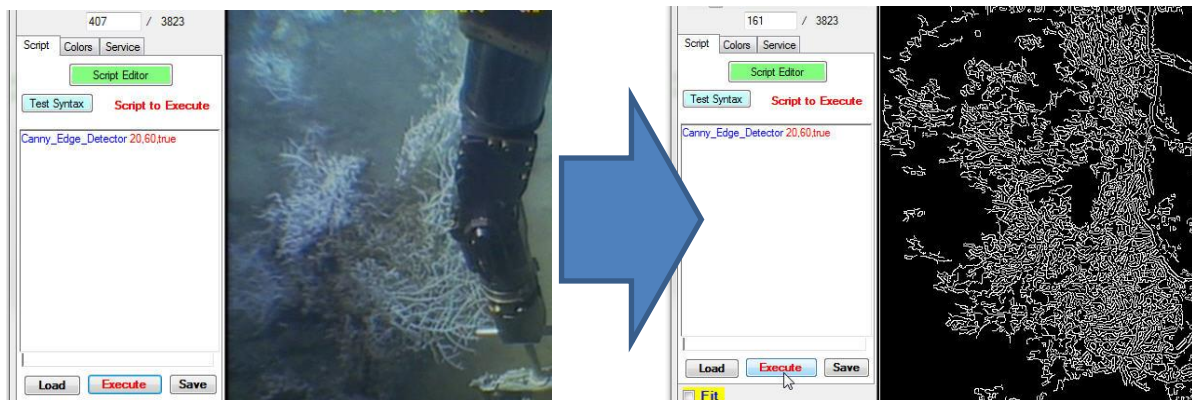 407 / 3823
Script Colors Service
Script Editor
Test Syntax Script to Execute
Canny_Edge_Detector 20,60,true
Load Execute Save
161 / 3823
Script Colors Service
Script Editor
Test Syntax Script to Execute
Canny_Edge_Detector 20,60,true
Load Execute Save
Fit